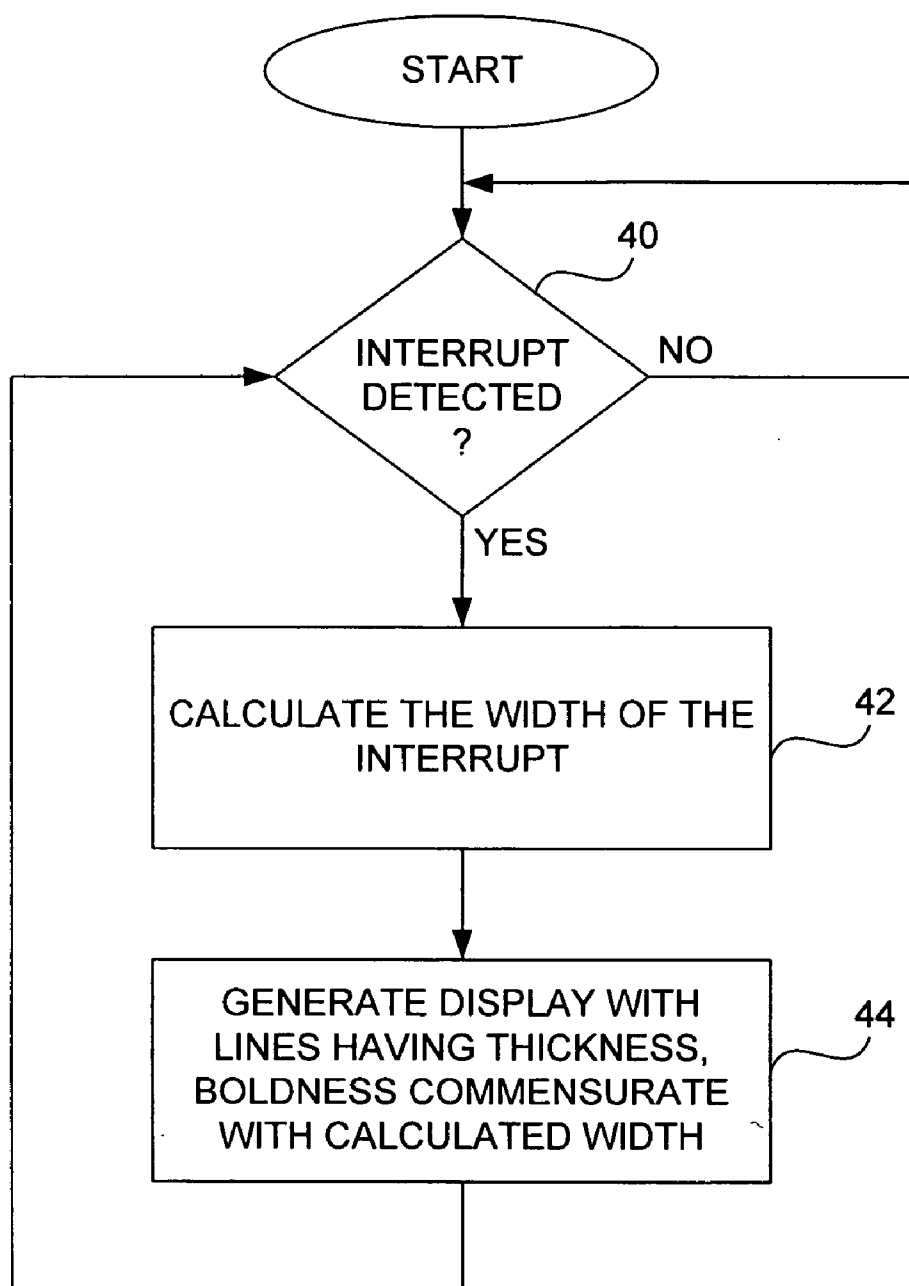 START
40
INTERRUPT
DETECTED
?
NO
YES
CALCULATE THE WIDTH OF THE
INTERRUPT
42
GENERATE DISPLAY WITH
LINES HAVING THICKNESS,
BOLDNESS COMMENSURATE
WITH CALCULATED WIDTH
44